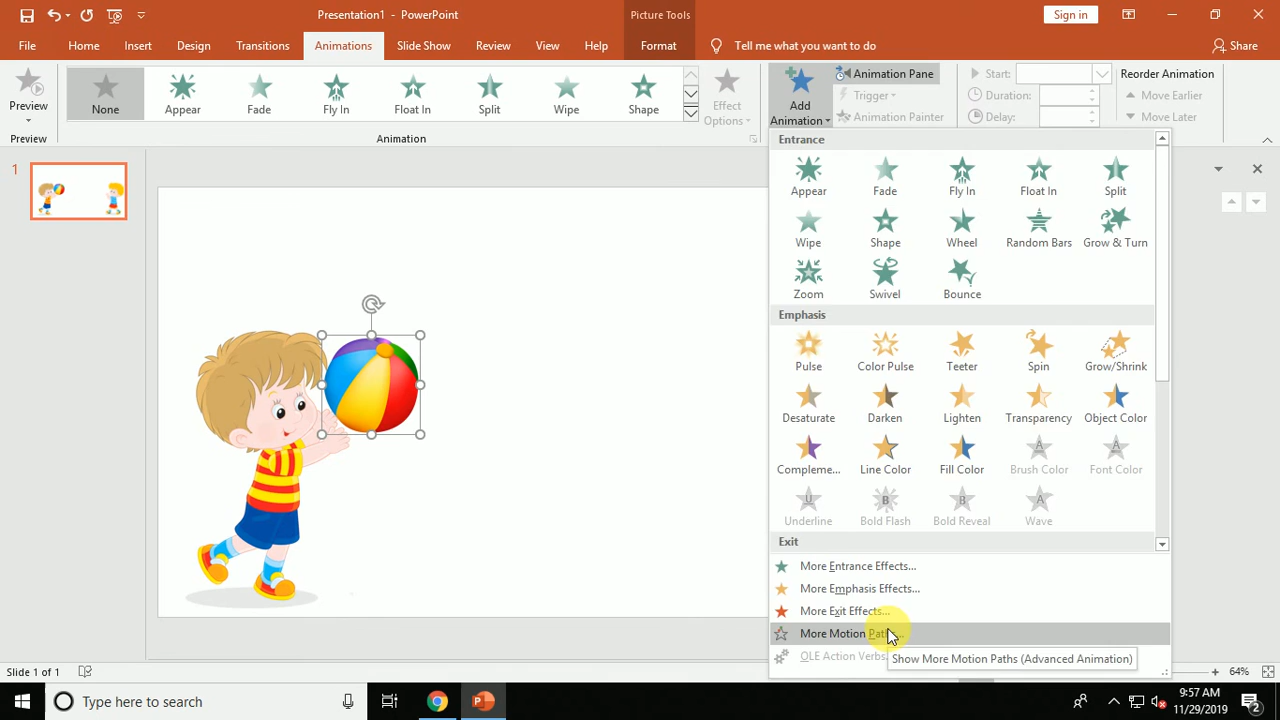 Presentation1 - PowerPoint
Picture Tools
Sign in
File
Home
Insert
Design
Transitions
Animations
Slide Show
Review
View
Help
Format
Tell me what you want to do
Share
Preview
None
Appear
Fade
Fly In
Float In
Split
Wipe
Shape
Effect
Options
Add
Animation
Animation Pane
Trigger
Animation Painter
Start:
Duration:
Delay:
Reorder Animation
Move Earlier
Move Later
Preview
Animation
1
Entrance
Appear
Fade
Fly In
Float In
Split
Wipe
Shape
Wheel
Random Bars
Grow & Turn
Zoom
Swivel
Bounce
Emphasis
Pulse
Color Pulse
Teeter
Spin
Grow/Shrink
Desaturate
Darken
Lighten
Transparency
Object Color
Compleme...
Line Color
Fill Color
Brush Color
Font Color
Underline
Bold Flash
Bold Reveal
Wave
Exit
More Entrance Effects...
More Emphasis Effects...
More Exit Effects...
More Motion Paths...
OLE Action Verbs
Show More Motion Paths (Advanced Animation)
Slide 1 of 1
64%
Type here to search
9:57 AM
11/29/2019
2